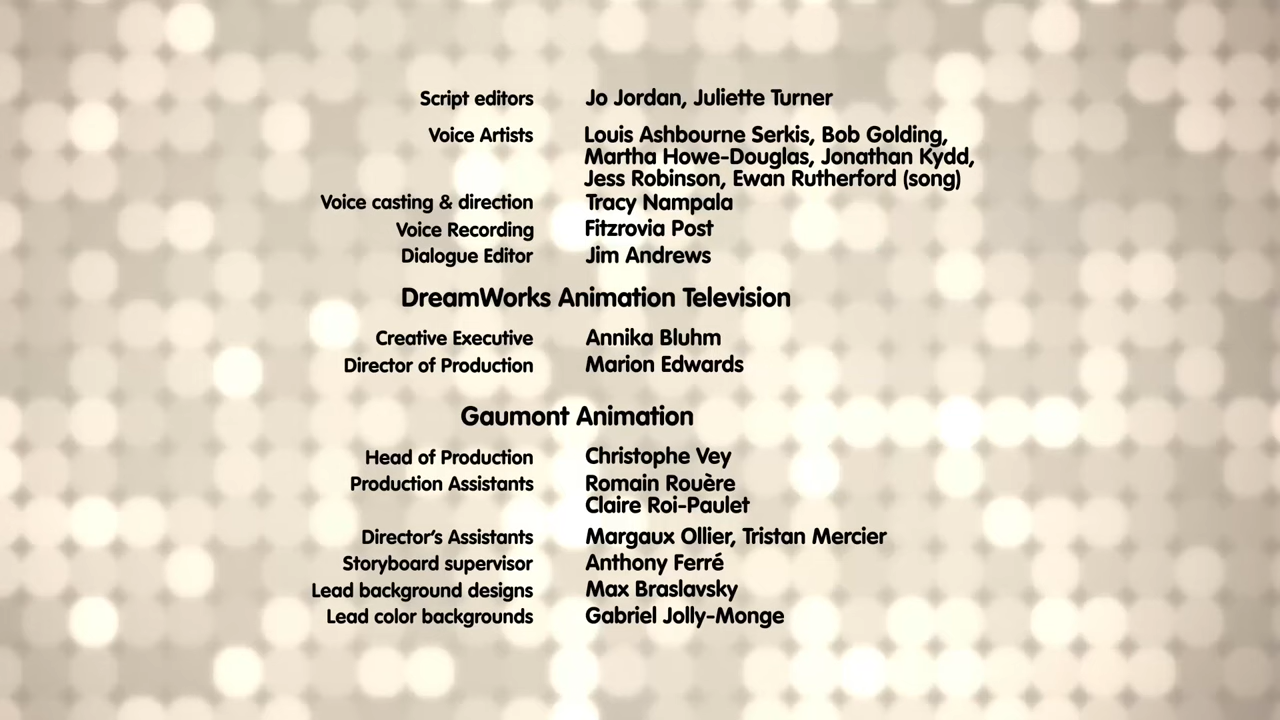 Script editors Jo Jordan, Juliette Turner
Voice Artists Louis Ashbourne Serkis, Bob Golding,
Martha Howe-Douglas, Jonathan Kydd,
Jess Robinson, Ewan Rutherford (song)
Voice casting & direction Tracy Nampala
Voice Recording Fitzrovia Post
Dialogue Editor Jim Andrews
DreamWorks Animation Television
Creative Executive Annika Bluhm
Director of Production Marion Edwards
Gaumont Animation
Head of Production Christophe Vey
Production Assistants Romain Rouère
Claire Roi-Paulet
Director's Assistants Margaux Ollier, Tristan Mercier
Storyboard supervisor Anthony Ferré
Lead background designs Max Braslavsky
Lead color backgrounds Gabriel Jolly-Monge